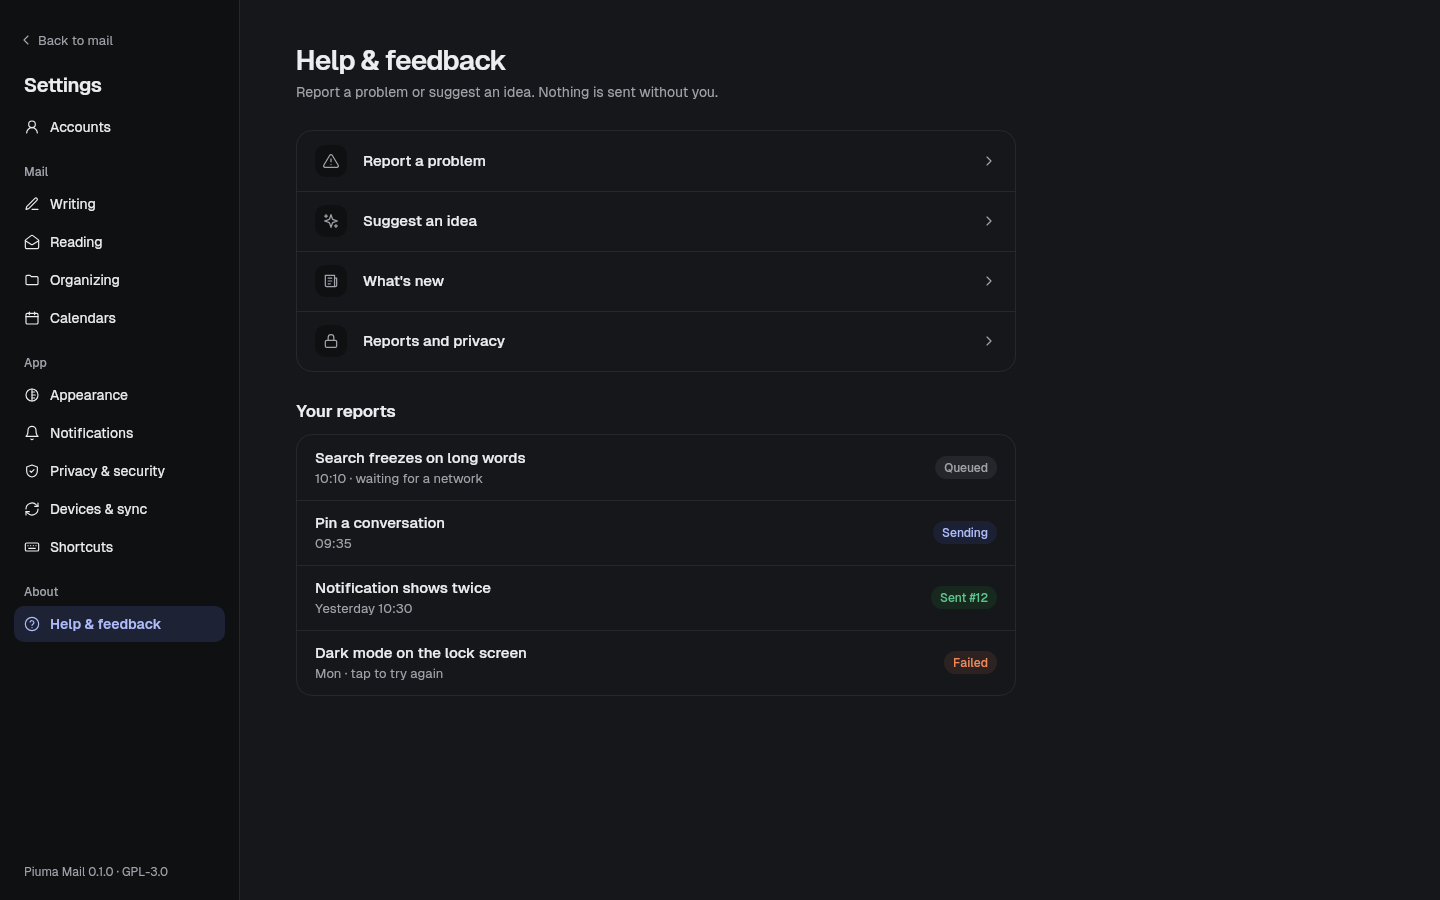 Back to mail
Settings
Accounts
Mail
Writing
Reading
Organizing
Calendars
App
Appearance
Notifications
Privacy & security
Devices & sync
Shortcuts
About
Help & feedback
Piuma Mail 0.1.0 · GPL-3.0
Help & feedback
Report a problem or suggest an idea. Nothing is sent without you.
Report a problem
Suggest an idea
What's new
Reports and privacy
Your reports
Search freezes on long words
10:10 · waiting for a network
Queued
Pin a conversation
09:35
Sending
Notification shows twice
Yesterday 10:30
Sent #12
Dark mode on the lock screen
Mon · tap to try again
Failed